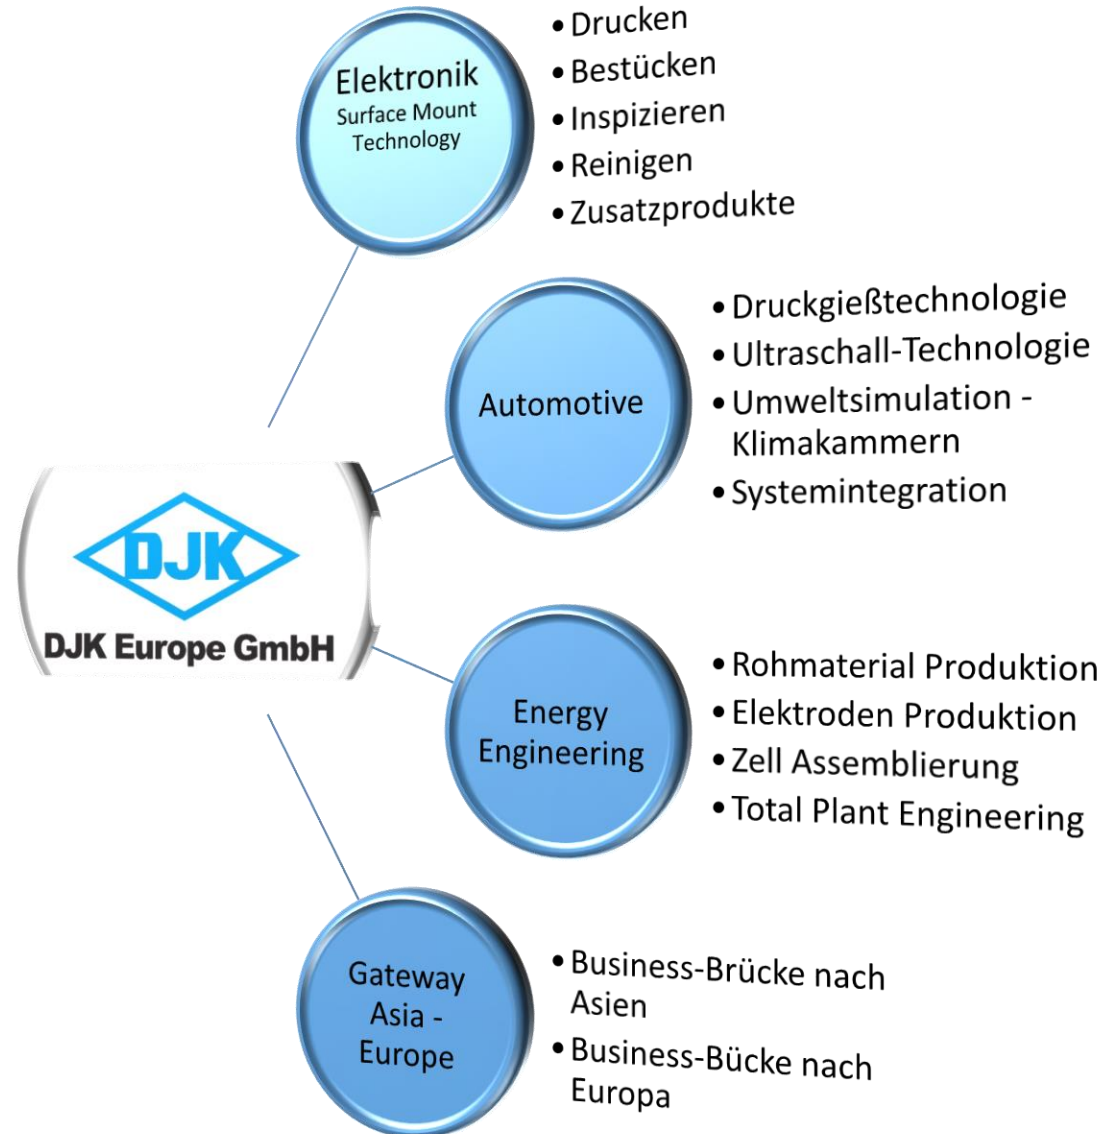 Elektronik
Surface Mount
Technology
• Drucken
• Bestücken
• Inspizieren
• Reinigen
• Zusatzprodukte
Automotive
• Druckgießtechnologie
• Ultraschall-Technologie
• Umweltsimulation -
Klimakammern
• Systemintegration
DJK
DJK Europe GmbH
Energy
Engineering
• Rohmaterial Produktion
• Elektroden Produktion
• Zell Assemblierung
• Total Plant Engineering
Gateway
Asia -
Europe
• Business-Brücke nach
Asien
• Business-Bücke nach
Europa